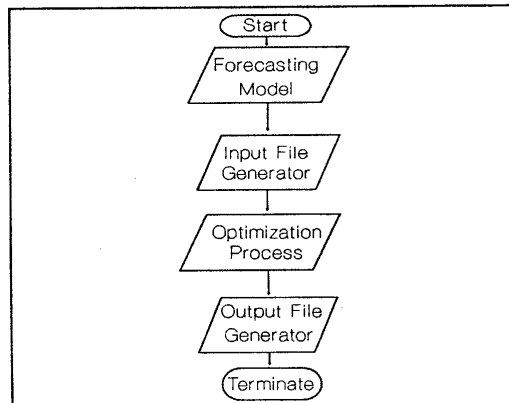 Start
Forecasting
Model
Input File
Generator
Optimization
Process
Output File
Generator
Terminate